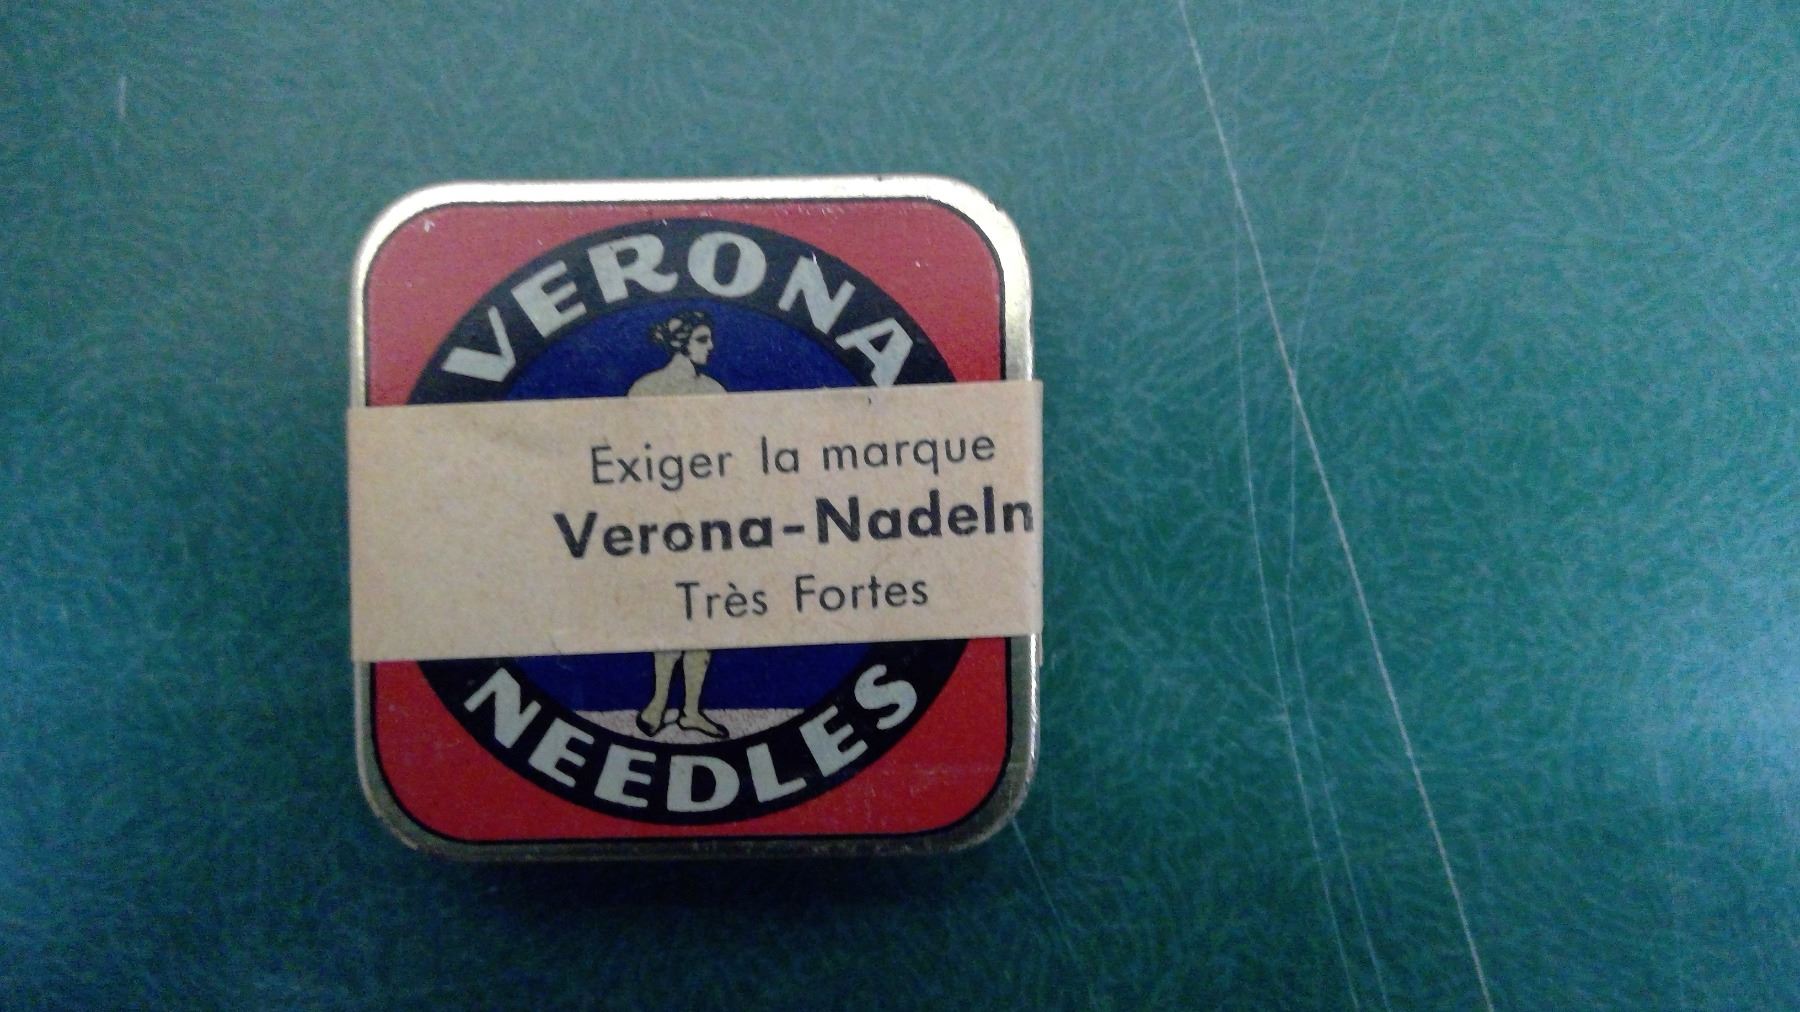 VERONA
Exiger la marque
Verona-Nadeln
Très Fortes
NEEDLES